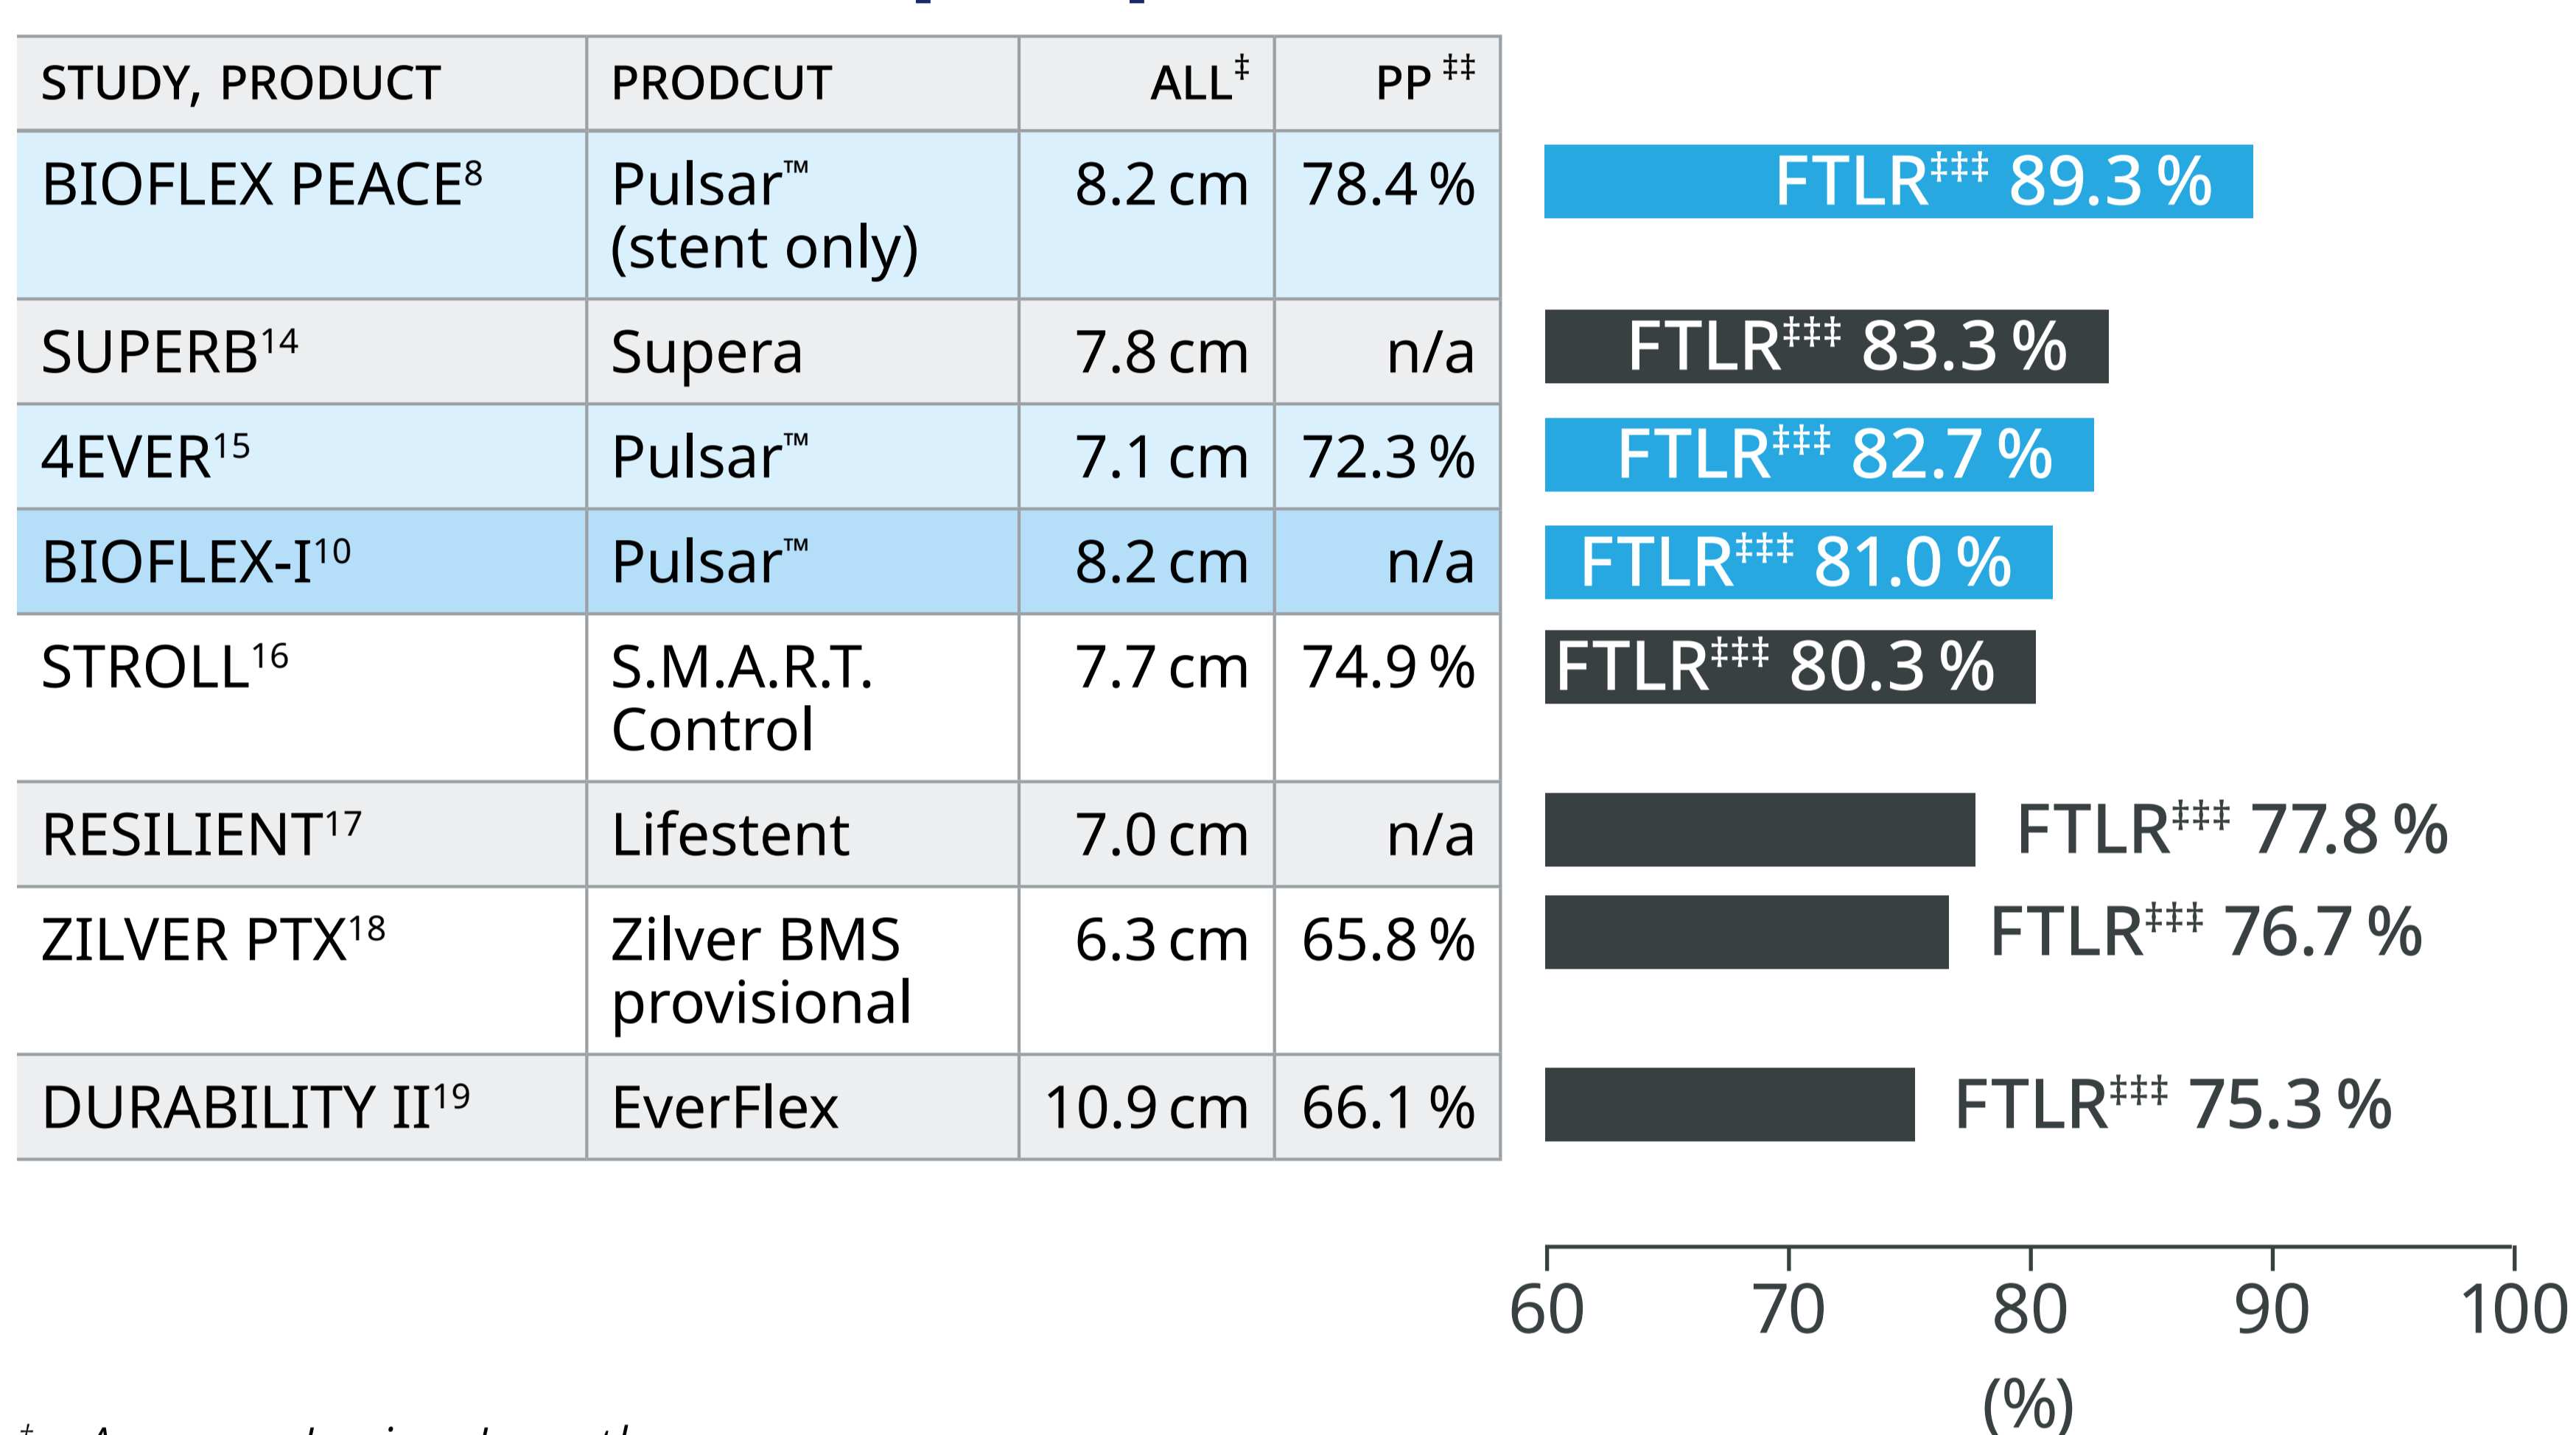 STUDY, PRODUCT PRODCUT ALL‡ PP ‡‡
BIOFLEX PEACE8 Pulsar™ 8.2 cm 78.4 % FTLR‡‡‡ 89.3 %
(stent only)
SUPERB14 Supera 7.8 cm n/a FTLR‡‡‡ 83.3 %
4EVER15 Pulsar™ 7.1 cm 72.3 % FTLR‡‡‡ 82.7 %
BIOFLEX-I10 Pulsar™ 8.2 cm n/a FTLR‡‡‡ 81.0 %
STROLL16 S.M.A.R.T. 7.7 cm 74.9 % FTLR‡‡‡ 80.3 %
Control
RESILIENT17 Lifestent 7.0 cm n/a FTLR‡‡‡ 77.8 %
ZILVER PTX18 Zilver BMS 6.3 cm 65.8 % FTLR‡‡‡ 76.7 %
provisional
DURABILITY II19 EverFlex 10.9 cm 66.1 % FTLR‡‡‡ 75.3 %
60 70 80 90 100
(%)